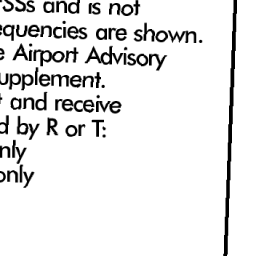 FSSs and is not
equencies are shown.
e Airport Advisory
upplement.
t and receive
d by R or T:
nly
only